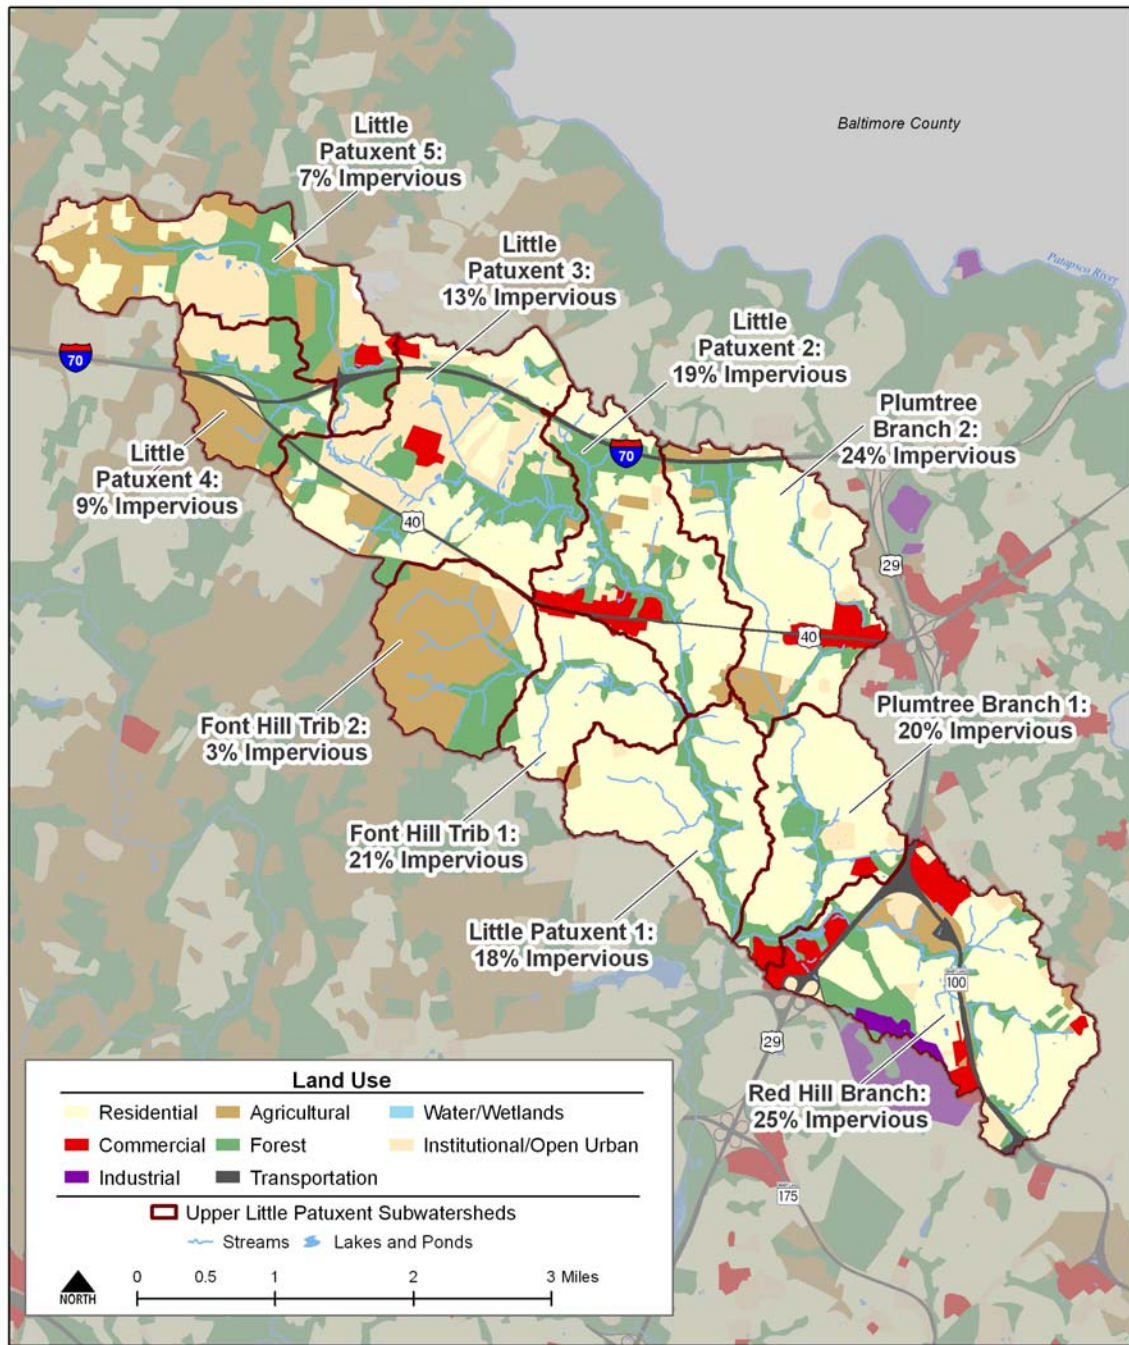 Baltimore County
Little
Patuxent 5:
7% Impervious
Little
Patuxent 3:
13% Impervious
Patapsco River
Little
Patuxent 2:
19% Impervious
70
Plumtree
Branch 2:
24% Impervious
70
Little
Patuxent 4:
9% Impervious
40
29
40
Font Hill Trib 2:
3% Impervious
Plumtree Branch 1:
20% Impervious
Font Hill Trib 1:
21% Impervious
Little Patuxent 1:
18% Impervious
100
29
Red Hill Branch:
25% Impervious
175
Land Use
Residential Agricultural Water/Wetlands
Commercial Forest Institutional/Open Urban
Industrial Transportation
Upper Little Patuxent Subwatersheds
Streams Lakes and Ponds
0 0.5 1 2 3 Miles
NORTH